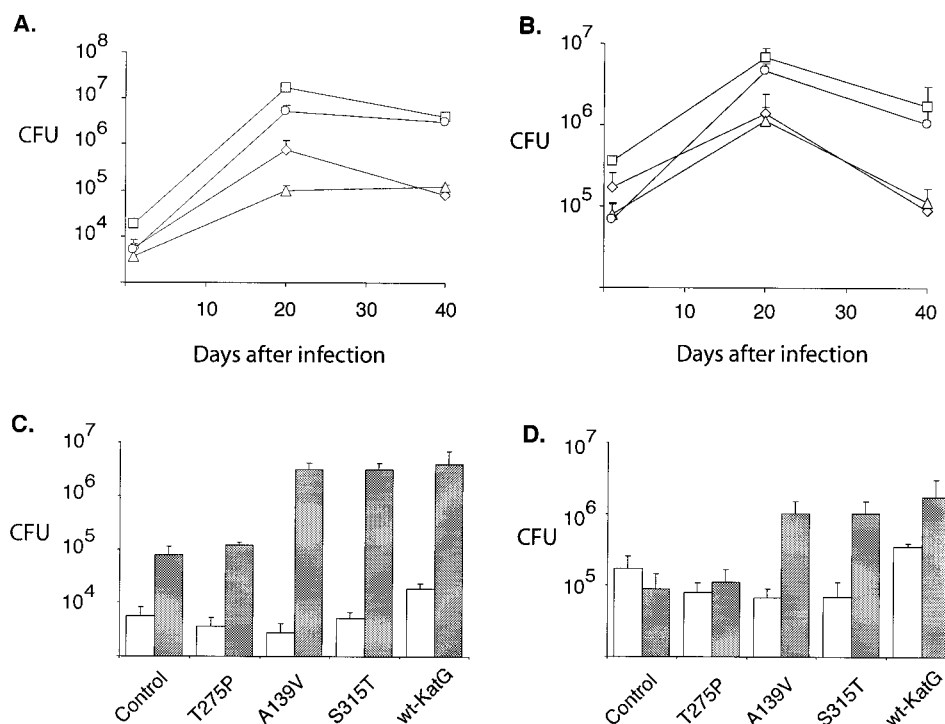 A.
10^8
10^7
10^6
10^5
10^4
CFU
10 20 30 40
Days after infection
B.
10^7
10^6
10^5
CFU
10 20 30 40
Days after infection
C.
10^7
10^6
10^5
10^4
CFU
Control T275P A139V S315T wt-KatG
D.
10^7
10^6
10^5
CFU
Control T275P A139V S315T wt-KatG